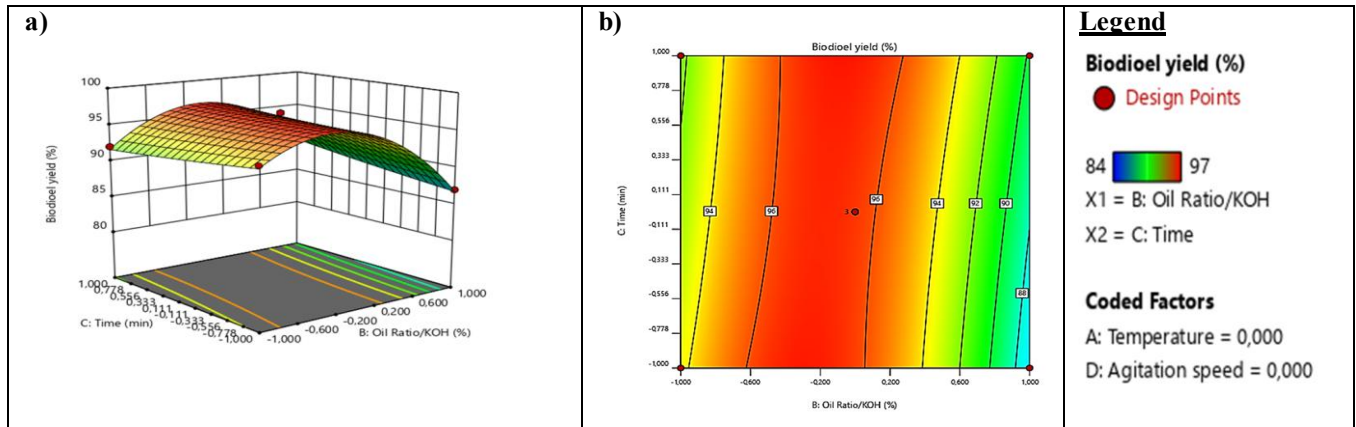 a)
100
95
90
85
80
Biodioel yield (%)
1,000
0,778
0,556
0,333
0,111
-0,111
-0,333
-0,556
-0,778
-1,000
C: Time (min)
-1,000
-0,600
-0,200
0,200
0,600
1,000
B: Oil Ratio/KOH (%)
b)
Biodioel yield (%)
1,000
0,778
0,556
0,333
0,111
-0,111
-0,333
-0,556
-0,778
-1,000
C: Time (min)
94
96
3
96
94
92
90
88
-1,000 -0,600 -0,200 0,200 0,600 1,000
B: Oil Ratio/KOH (%)
Legend
Biodioel yield (%)
Design Points
84 97
X1 = B: Oil Ratio/KOH
X2 = C: Time
Coded Factors
A: Temperature = 0,000
D: Agitation speed = 0,000